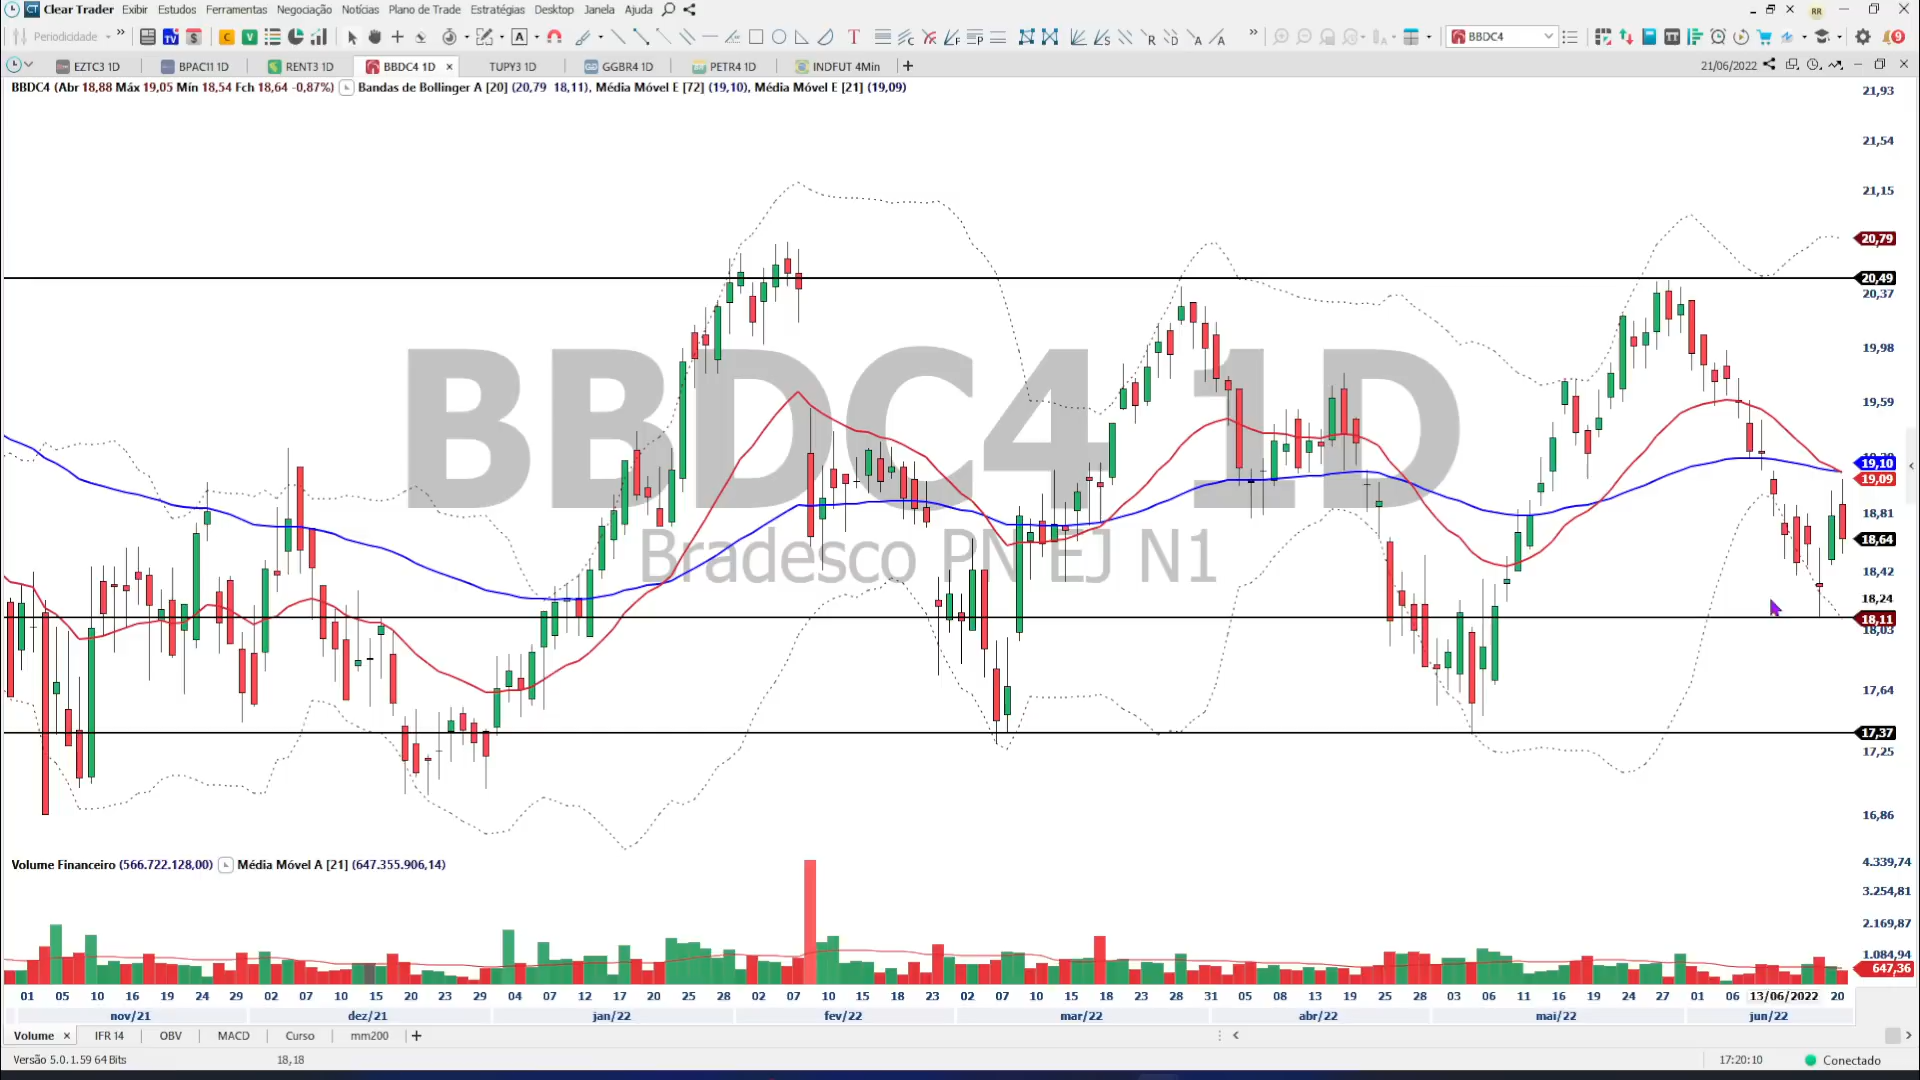 Clear Trader Exibir Estudos Ferramentas Negociação Notícias Plano de Trade Estratégias Desktop Janela Ajuda RR
Periodicidade BBDC4 9
EZTC3 1D BPAC11 1D RENT3 1D BBDC4 1D TUPY3 1D GGBR4 1D PETR4 1D INDFUT 4Min 21/06/2022
BBDC4 (Abr 18,88 Máx 19,05 Mín 18,54 Fch 18,64 -0,87%) Bandas de Bollinger A [20] (20,79 18,11), Média Móvel E [72] (19,10), Média Móvel E [21] (19,09)
21,93
21,54
21,15
20,79
20,49
20,37
19,98
19,59
19,10
19,09
18,81
18,64
18,42
18,24
18,11
18,03
17,64
17,37
17,25
16,86
BBDC4 1D
Bradesco PN EJ N1
Volume Financeiro (566.722.128,00) Média Móvel A [21] (647.355.906,14)
4.339,74
3.254,81
2.169,87
1.084,94
647,36
01 05 10 16 19 24 29 02 07 10 15 20 23 29 04 07 12 17 20 25 28 02 07 10 15 18 23 02 07 10 15 18 23 28 31 05 08 13 19 25 28 03 06 11 16 19 24 27 01 06 13/06/2022 20
nov/21 dez/21 jan/22 fev/22 mar/22 abr/22 mai/22 jun/22
Volume IFR 14 OBV MACD Curso mm200
Versão 5.0.1.59 64 Bits 18,18 17:20:10 Conectado